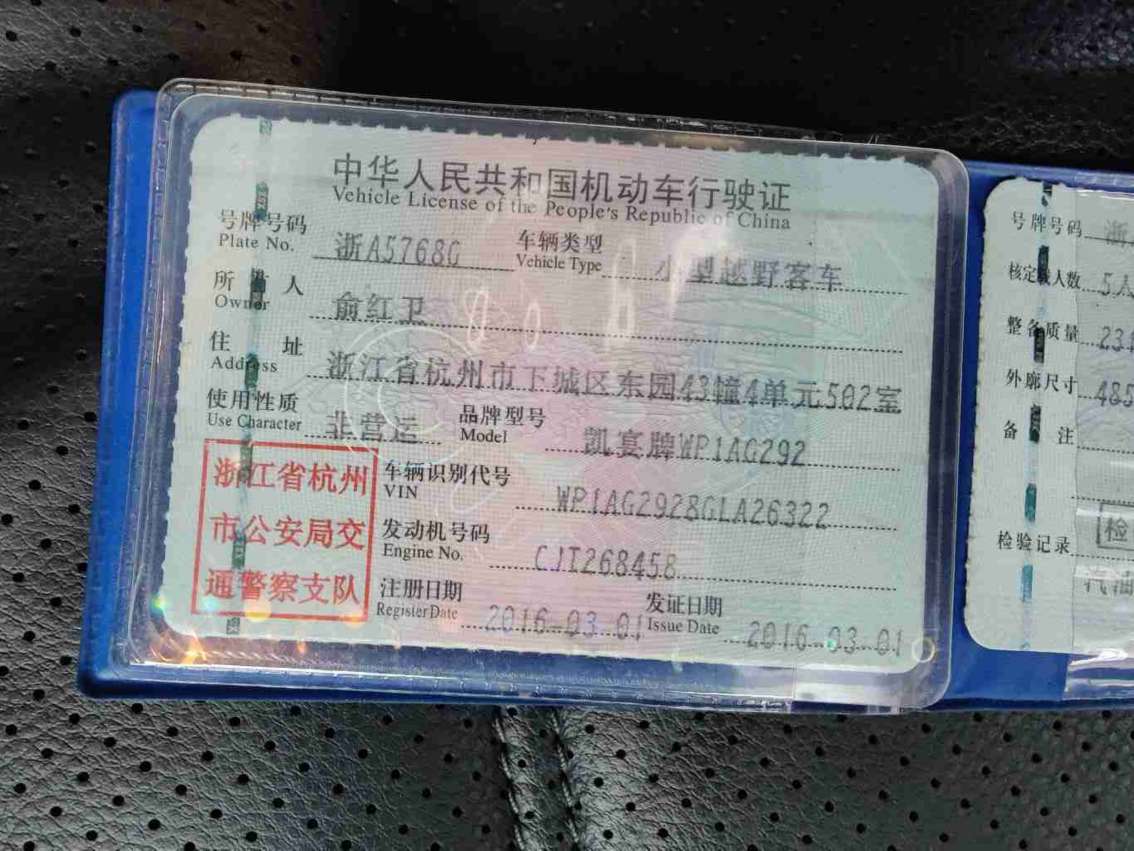 中华人民共和国机动车行驶证
Vehicle License of the People's Republic of China
号牌号码 浙A5768G 车辆类型 小型越野客车
Plate No. Vehicle Type
所有人 俞红卫
Owner
住址 浙江省杭州市下城区东园43幢4单元502室
Address
使用性质 非营运 品牌型号 凯宴牌WP1AG292
Use Character Model
浙江省杭州
市公安局交
通警察支队
车辆识别代号 WP1AG2928GLA26322
VIN
发动机号码 CJT268458
Engine No.
注册日期 2016-03-01 发证日期 2016-03-01
Register Date Issue Date
号牌号码 浙
核定载人数 5人
整备质量 231
外廓尺寸 485
备注
检验记录 检
汽油